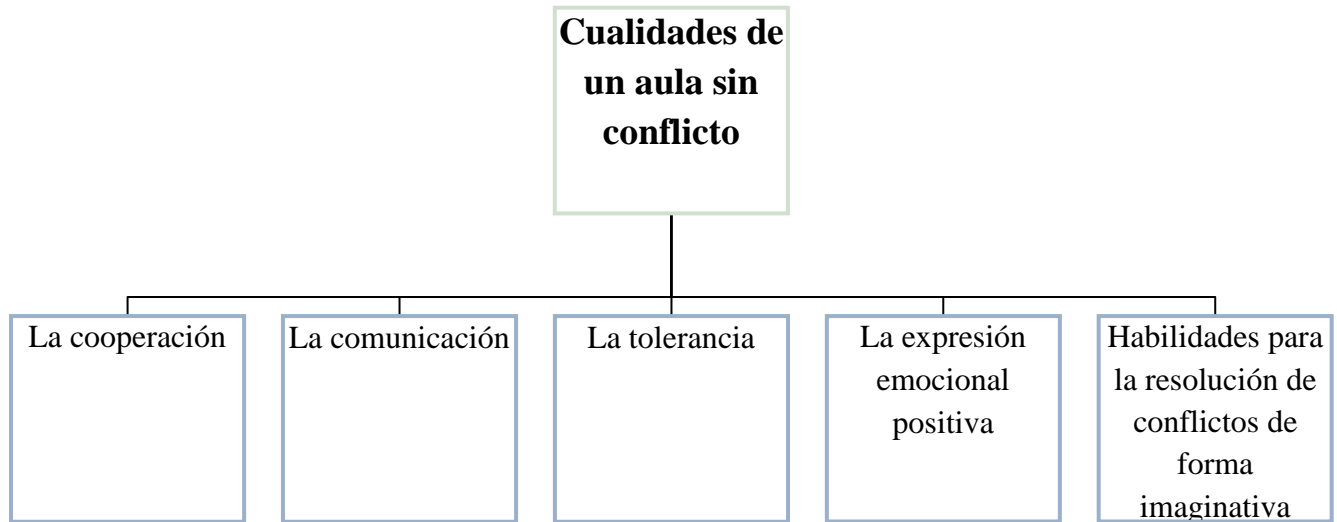 Cualidades de
un aula sin
conflicto
La cooperación
La comunicación
La tolerancia
La expresión
emocional
positiva
Habilidades para
la resolución de
conflictos de
forma
imaginativa